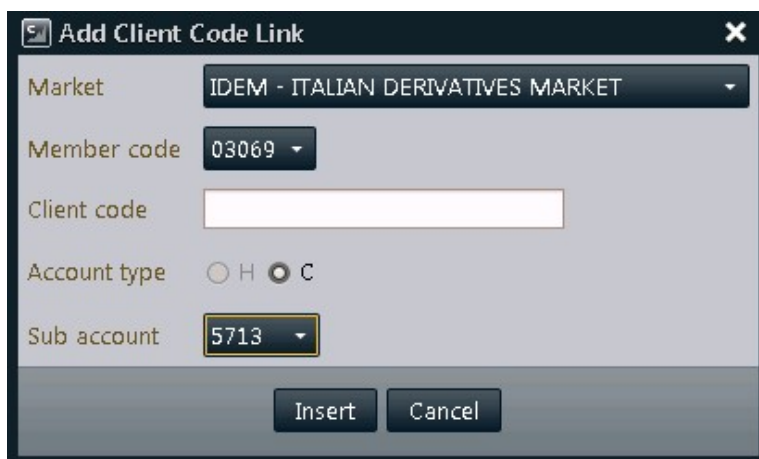 Add Client Code Link
Market IDEM - ITALIAN DERIVATIVES MARKET
Member code 03069
Client code
Account type H C
Sub account 5713
Insert Cancel